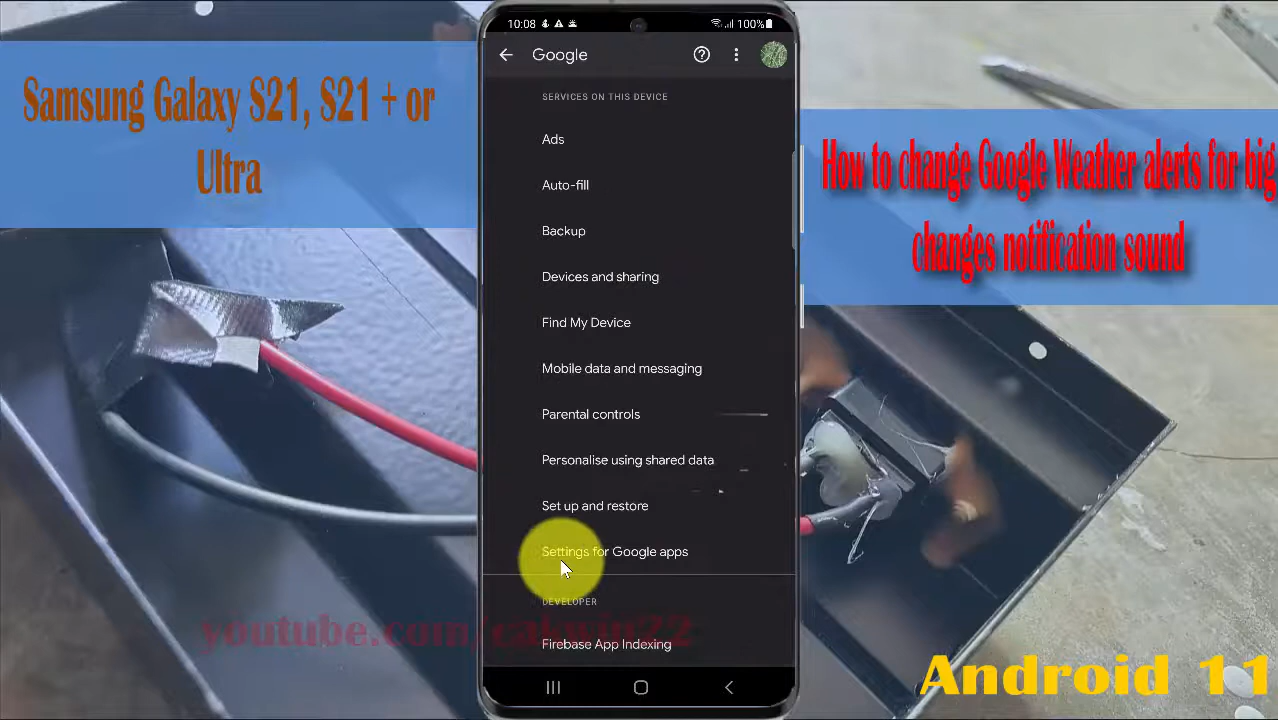 Samsung Galaxy S21, S21 + or
Ultra
10:08
100%
Google
SERVICES ON THIS DEVICE
Ads
Auto-fill
Backup
Devices and sharing
Find My Device
Mobile data and messaging
Parental controls
Personalise using shared data
Set up and restore
Settings for Google apps
DEVELOPER
Firebase App Indexing
How to change Google Weather alerts for big
changes notification sound
youtube.com/
Android 11